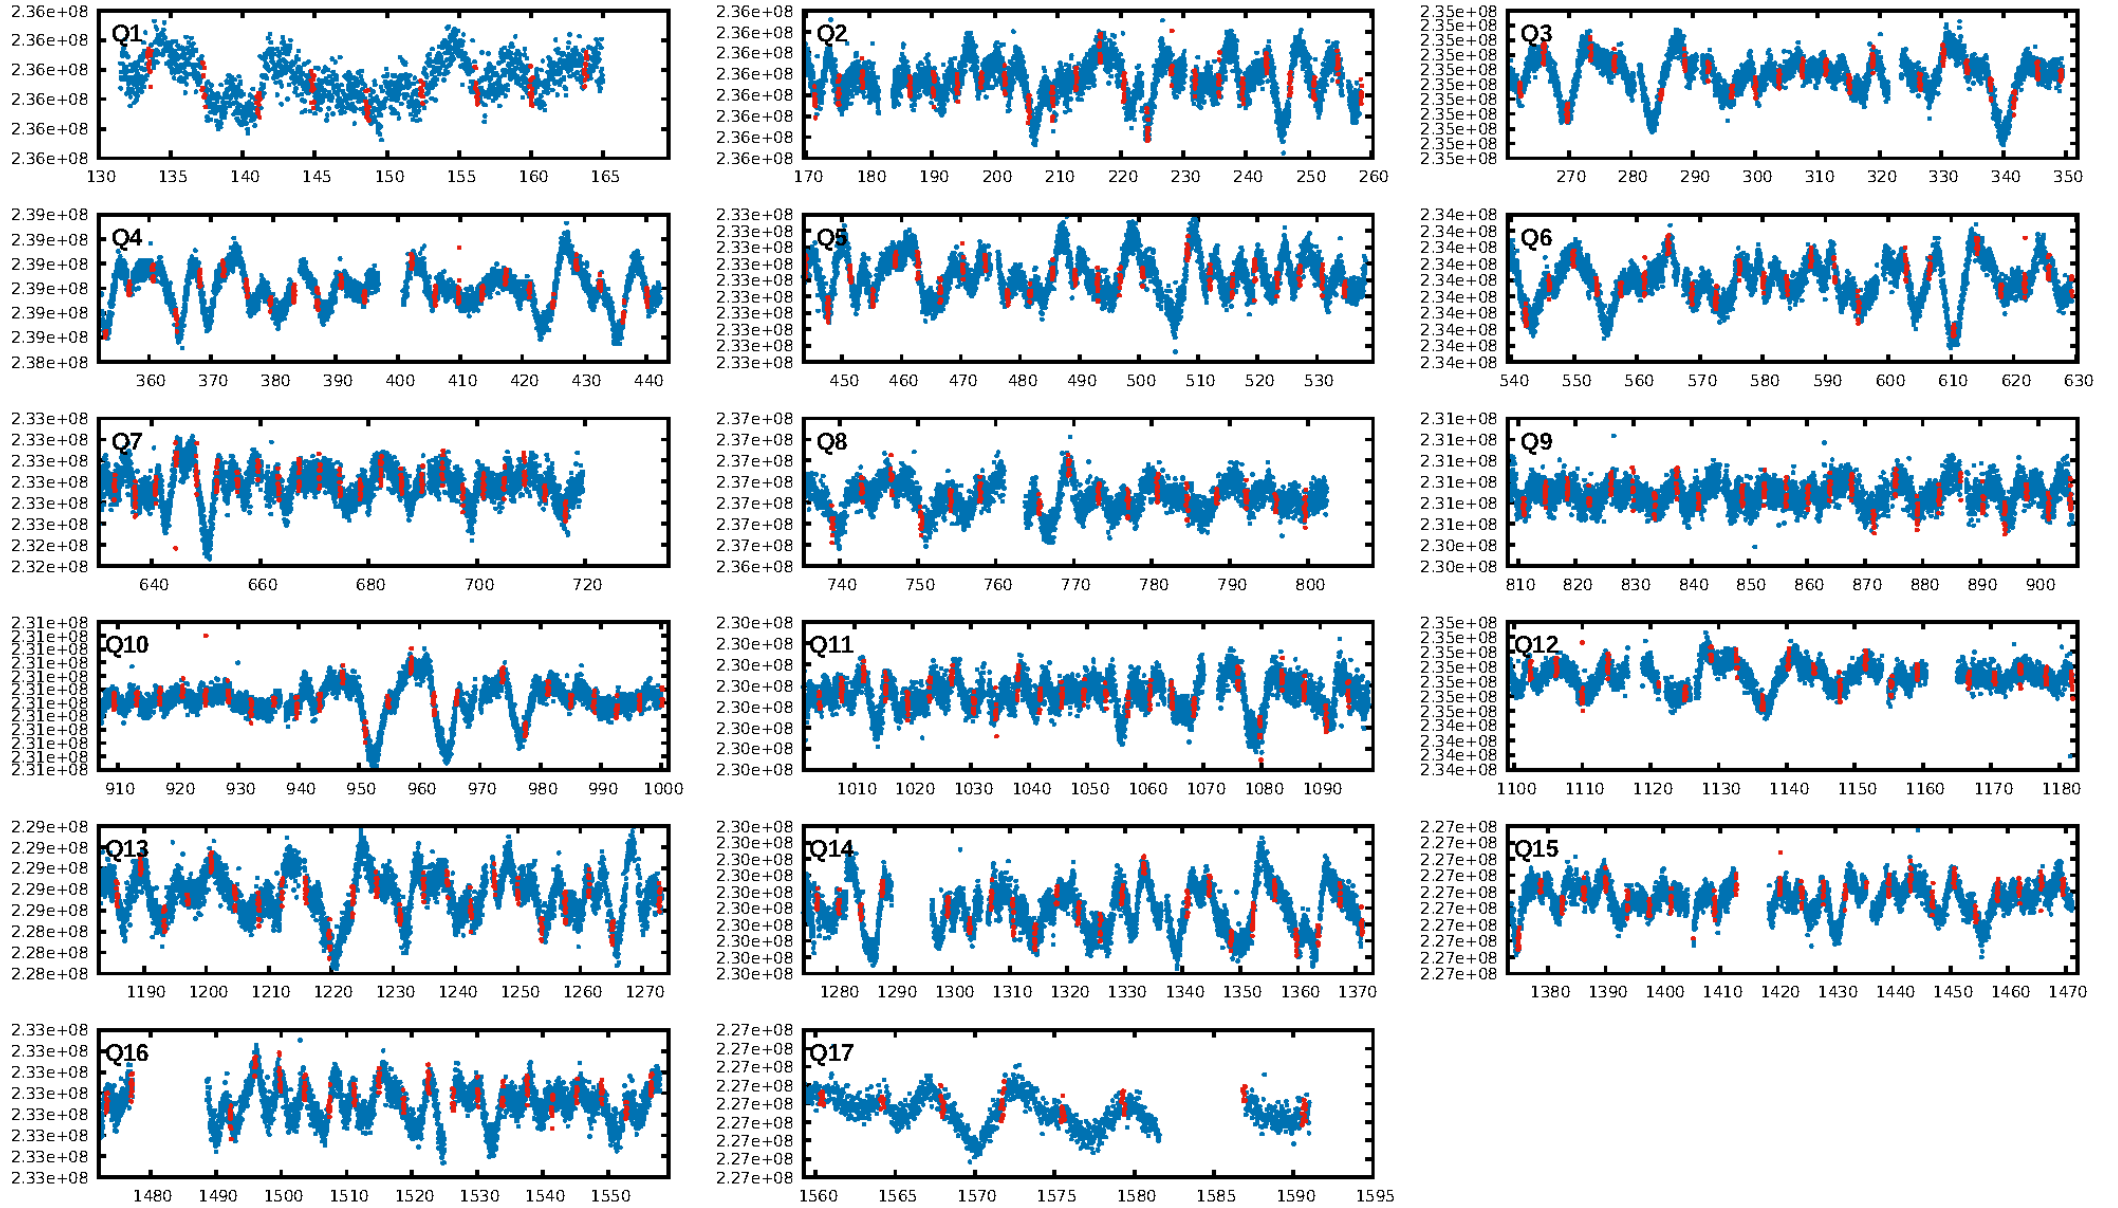 2.36e+08
2.36e+08
2.36e+08
2.36e+08
2.36e+08
2.36e+08
Q1
130 135 140 145 150 155 160 165
2.36e+08
2.36e+08
2.36e+08
2.36e+08
2.36e+08
2.36e+08
2.36e+08
2.36e+08
Q2
170 180 190 200 210 220 230 240 250 260
2.35e+08
2.35e+08
2.35e+08
2.35e+08
2.35e+08
2.35e+08
2.35e+08
2.35e+08
2.35e+08
2.35e+08
2.35e+08
Q3
270 280 290 300 310 320 330 340 350
2.39e+08
2.39e+08
2.39e+08
2.39e+08
2.39e+08
2.39e+08
2.38e+08
Q4
360 370 380 390 400 410 420 430 440
2.33e+08
2.33e+08
2.33e+08
2.33e+08
2.33e+08
2.33e+08
2.33e+08
2.33e+08
2.33e+08
2.33e+08
Q5
450 460 470 480 490 500 510 520 530
2.34e+08
2.34e+08
2.34e+08
2.34e+08
2.34e+08
2.34e+08
2.34e+08
2.34e+08
2.34e+08
2.34e+08
Q6
540 550 560 570 580 590 600 610 620 630
2.33e+08
2.33e+08
2.33e+08
2.33e+08
2.33e+08
2.33e+08
2.32e+08
2.32e+08
Q7
640 660 680 700 720
2.37e+08
2.37e+08
2.37e+08
2.37e+08
2.37e+08
2.37e+08
2.37e+08
2.36e+08
Q8
740 750 760 770 780 790 800
2.31e+08
2.31e+08
2.31e+08
2.31e+08
2.31e+08
2.31e+08
2.30e+08
2.30e+08
Q9
810 820 830 840 850 860 870 880 890 900
2.31e+08
2.31e+08
2.31e+08
2.31e+08
2.31e+08
2.31e+08
2.31e+08
2.31e+08
2.31e+08
2.31e+08
2.31e+08
2.31e+08
Q10
910 920 930 940 950 960 970 980 990 1000
2.30e+08
2.30e+08
2.30e+08
2.30e+08
2.30e+08
2.30e+08
2.30e+08
2.30e+08
Q11
1010 1020 1030 1040 1050 1060 1070 1080 1090
2.35e+08
2.35e+08
2.35e+08
2.35e+08
2.35e+08
2.35e+08
2.35e+08
2.34e+08
2.34e+08
2.34e+08
2.34e+08
Q12
1100 1110 1120 1130 1140 1150 1160 1170 1180
2.29e+08
2.29e+08
2.29e+08
2.29e+08
2.29e+08
2.28e+08
2.28e+08
2.28e+08
Q13
1190 1200 1210 1220 1230 1240 1250 1260 1270
2.30e+08
2.30e+08
2.30e+08
2.30e+08
2.30e+08
2.30e+08
2.30e+08
2.30e+08
2.30e+08
2.30e+08
Q14
1280 1290 1300 1310 1320 1330 1340 1350 1360 1370
2.27e+08
2.27e+08
2.27e+08
2.27e+08
2.27e+08
2.27e+08
2.27e+08
2.27e+08
2.27e+08
2.27e+08
Q15
1380 1390 1400 1410 1420 1430 1440 1450 1460 1470
2.33e+08
2.33e+08
2.33e+08
2.33e+08
2.33e+08
2.33e+08
2.33e+08
2.33e+08
Q16
1480 1490 1500 1510 1520 1530 1540 1550
2.27e+08
2.27e+08
2.27e+08
2.27e+08
2.27e+08
2.27e+08
2.27e+08
2.27e+08
2.27e+08
Q17
1560 1565 1570 1575 1580 1585 1590 1595